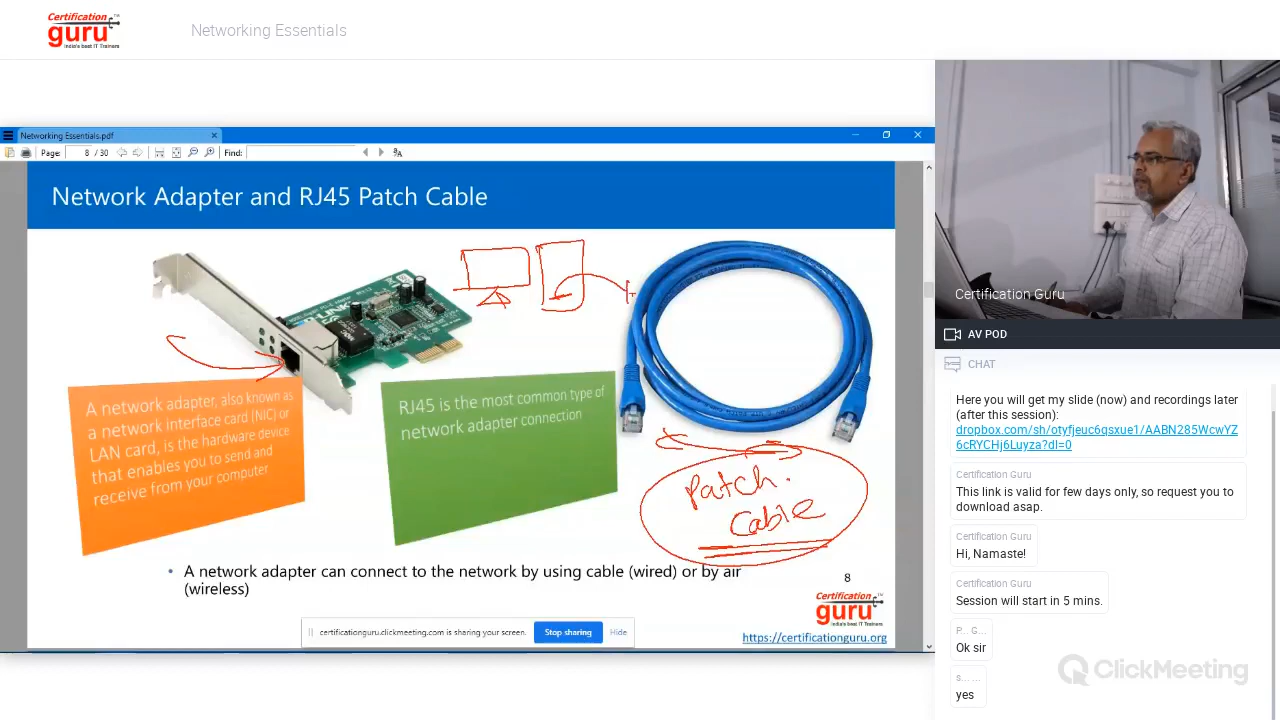 Certification
guru™
India's best IT Trainers
Networking Essentials
Networking Essentials.pdf
Page: 8 / 30 Find:
Network Adapter and RJ45 Patch Cable
A network adapter, also known as
a network interface card (NIC) or
LAN card, is the hardware device
that enables you to send and
receive from your computer
RJ45 is the most common type of
network adapter connection
Patch.
Cable
• A network adapter can connect to the network by using cable (wired) or by air
(wireless)
8
Certification
guru™
https://certificationguru.org
certificationguru.clickmeeting.com is sharing your screen. Stop sharing Hide
Certification Guru
AV POD
CHAT
Here you will get my slide (now) and recordings later
(after this session):
dropbox.com/sh/otyfjeuc6qsxue1/AABN285WcwYZ
6cRYCHj6Luyza?dl=0
Certification Guru
This link is valid for few days only, so request you to
download asap.
Certification Guru
Hi, Namaste!
Certification Guru
Session will start in 5 mins.
P... G...
Ok sir
s... ...
yes
ClickMeeting